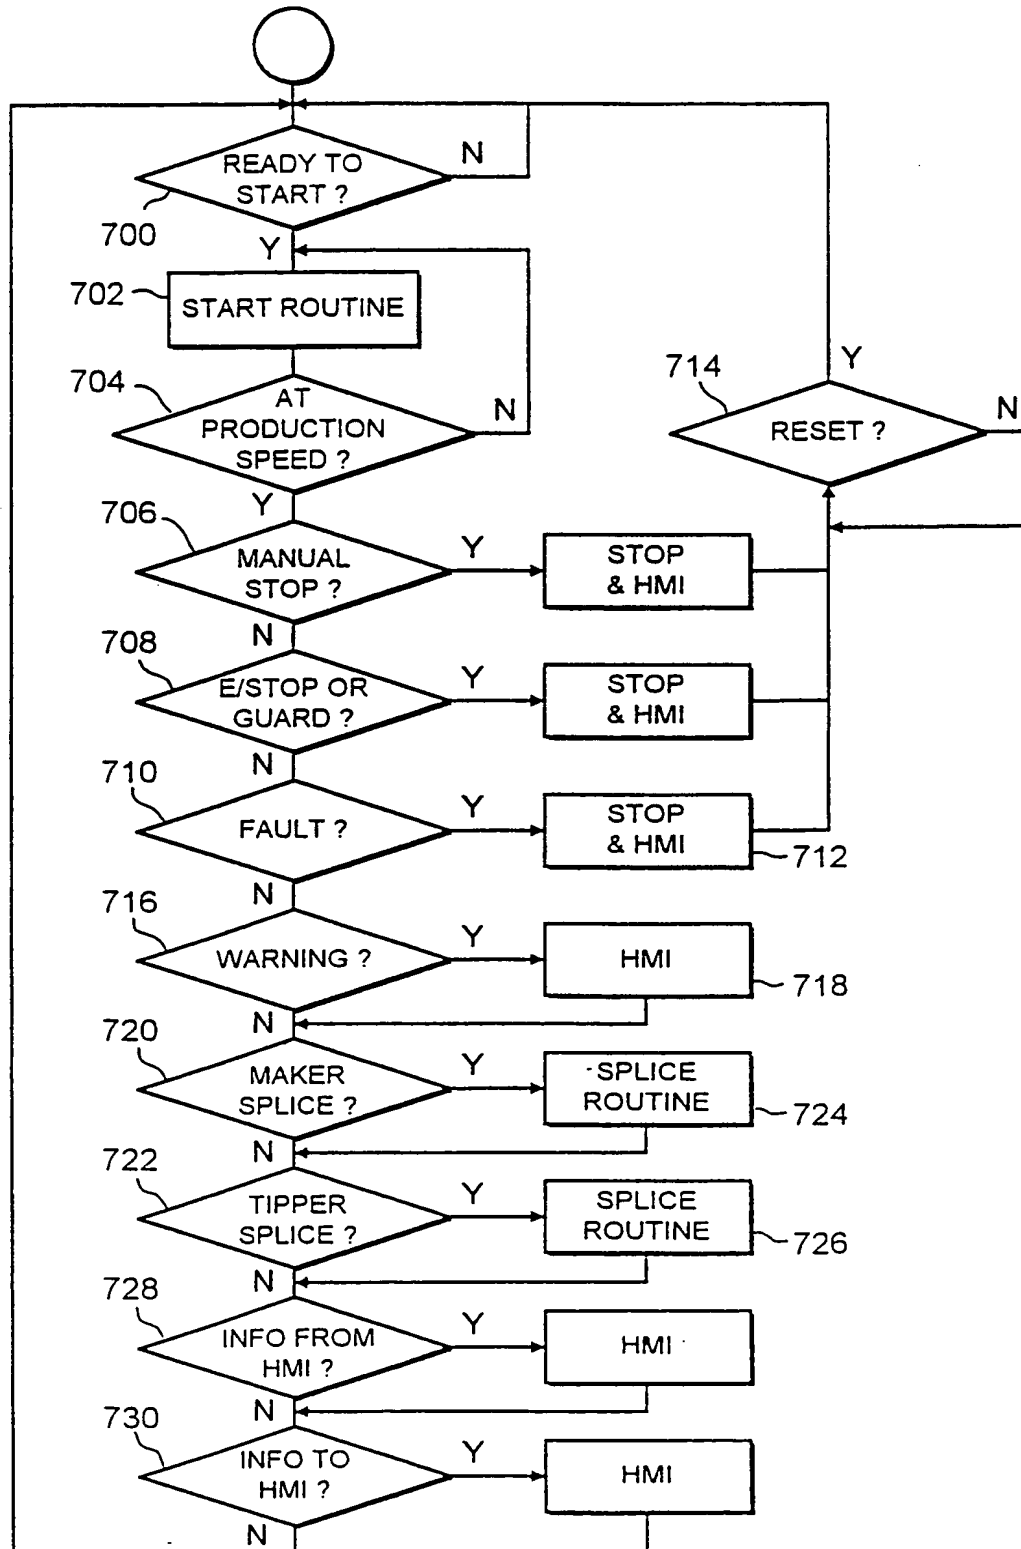 READY TO
START ?
N
700
Y
702
START ROUTINE
704
AT
PRODUCTION
SPEED ?
N
Y
714
RESET ?
Y
N
706
MANUAL
STOP ?
Y
STOP
& HMI
N
708
E/STOP OR
GUARD ?
Y
STOP
& HMI
N
710
FAULT ?
Y
STOP
& HMI
712
N
716
WARNING ?
Y
HMI
718
N
720
MAKER
SPLICE ?
Y
SPLICE
ROUTINE
724
N
722
TIPPER
SPLICE ?
Y
SPLICE
ROUTINE
726
N
728
INFO FROM
HMI ?
Y
HMI
N
730
INFO TO
HMI ?
Y
HMI
N